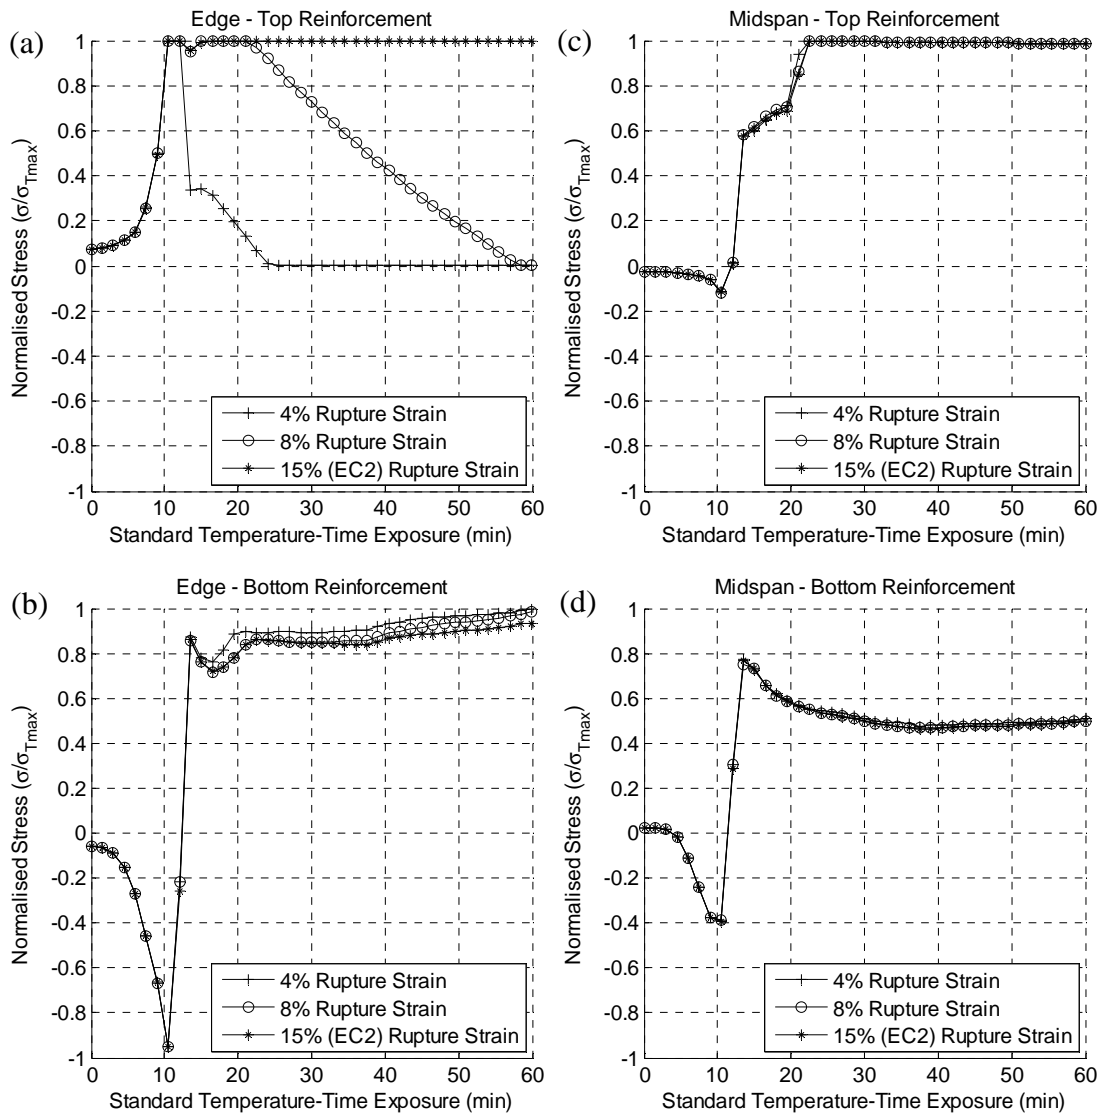 (a)
Edge - Top Reinforcement
1
0.8
0.6
0.4
0.2
0
-0.2
-0.4
-0.6
-0.8
-1
Normalised Stress (σ/σTmax)
4% Rupture Strain
8% Rupture Strain
15% (EC2) Rupture Strain
0 10 20 30 40 50 60
Standard Temperature-Time Exposure (min)
(c)
Midspan - Top Reinforcement
1
0.8
0.6
0.4
0.2
0
-0.2
-0.4
-0.6
-0.8
-1
Normalised Stress (σ/σTmax)
4% Rupture Strain
8% Rupture Strain
15% (EC2) Rupture Strain
0 10 20 30 40 50 60
Standard Temperature-Time Exposure (min)
(b)
Edge - Bottom Reinforcement
1
0.8
0.6
0.4
0.2
0
-0.2
-0.4
-0.6
-0.8
-1
Normalised Stress (σ/σTmax)
4% Rupture Strain
8% Rupture Strain
15% (EC2) Rupture Strain
0 10 20 30 40 50 60
Standard Temperature-Time Exposure (min)
(d)
Midspan - Bottom Reinforcement
1
0.8
0.6
0.4
0.2
0
-0.2
-0.4
-0.6
-0.8
-1
Normalised Stress (σ/σTmax)
4% Rupture Strain
8% Rupture Strain
15% (EC2) Rupture Strain
0 10 20 30 40 50 60
Standard Temperature-Time Exposure (min)